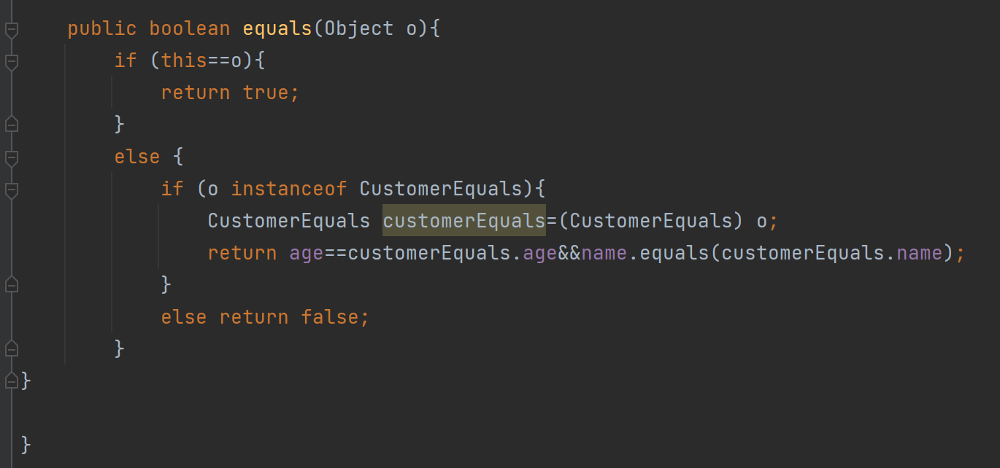 public boolean equals(Object o){
if (this==o){
return true;
}
else {
if (o instanceof CustomerEquals){
CustomerEquals customerEquals=(CustomerEquals) o;
return age==customerEquals.age&&name.equals(customerEquals.name);
}
else return false;
}
}
}